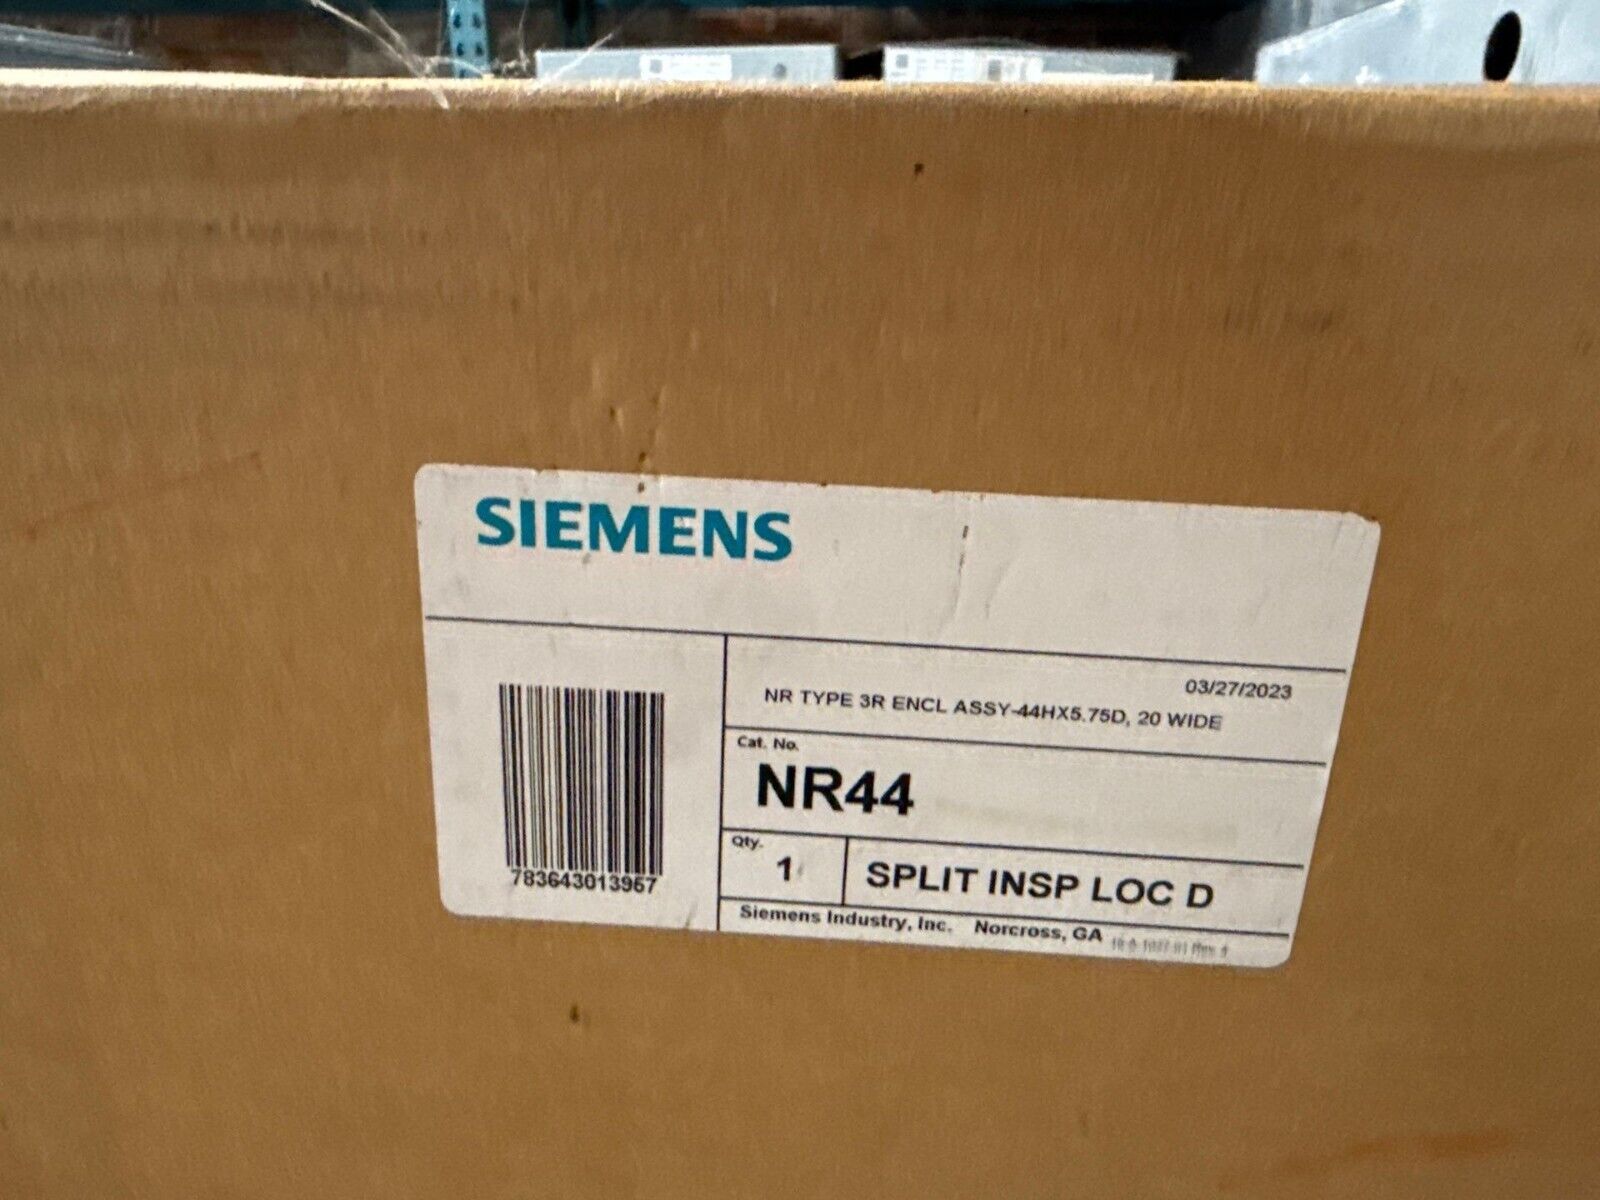 SIEMENS
03/27/2023
NR TYPE 3R ENCL ASSY-44HX5.75D, 20 WIDE
Cat. No.
NR44
Qty.
1
SPLIT INSP LOC D
783643013957
Siemens Industry, Inc. Norcross, GA